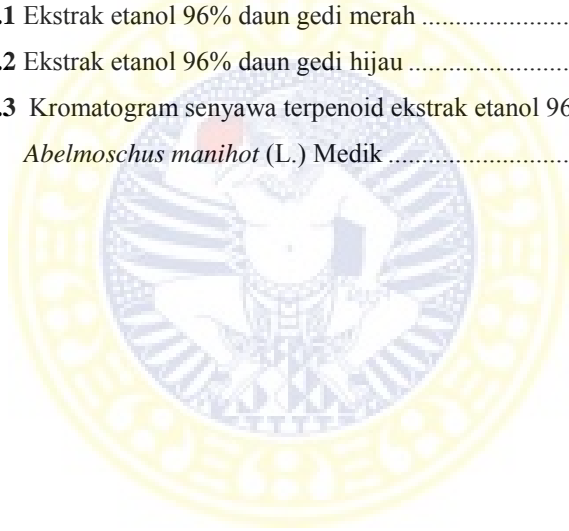 .1 Ekstrak etanol 96% daun gedi merah ......................
.2 Ekstrak etanol 96% daun gedi hijau ........................
.3 Kromatogram senyawa terpenoid ekstrak etanol 96
Abelmoschus manihot (L.) Medik ...........................